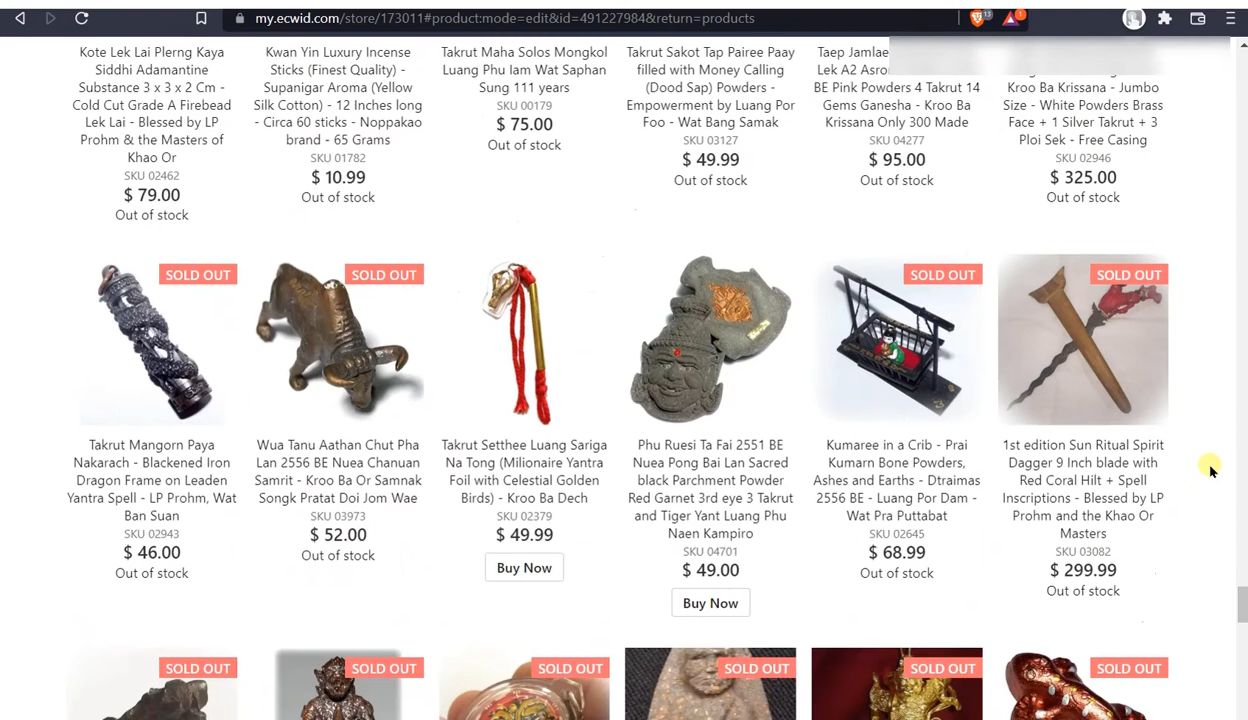 my.ecwid.com/store/173011#product:mode=edit&id=491227984&return=products
13
1
Kote Lek Lai Plerng Kaya
Siddhi Adamantine
Substance 3 x 3 x 2 Cm -
Cold Cut Grade A Firebead
Lek Lai - Blessed by LP
Prohm & the Masters of
Khao Or
SKU 02462
$ 79.00
Out of stock
Kwan Yin Luxury Incense
Sticks (Finest Quality) -
Supanigar Aroma (Yellow
Silk Cotton) - 12 Inches long
- Circa 60 sticks - Noppakao
brand - 65 Grams
SKU 01782
$ 10.99
Out of stock
Takrut Maha Solos Mongkol
Luang Phu Iam Wat Saphan
Sung 111 years
SKU 00179
$ 75.00
Out of stock
Takrut Sakot Tap Pairee Paay
filled with Money Calling
(Dood Sap) Powders -
Empowerment by Luang Por
Foo - Wat Bang Samak
SKU 03127
$ 49.99
Out of stock
Taep Jamlae
Lek A2 Asro
BE Pink Powders 4 Takrut 14
Gems Ganesha - Kroo Ba
Krissana Only 300 Made
SKU 04277
$ 95.00
Out of stock
Kroo Ba Krissana - Jumbo
Size - White Powders Brass
Face + 1 Silver Takrut + 3
Ploi Sek - Free Casing
SKU 02946
$ 325.00
Out of stock
SOLD OUT
Takrut Mangorn Paya
Nakarach - Blackened Iron
Dragon Frame on Leaden
Yantra Spell - LP Prohm, Wat
Ban Suan
SKU 02943
$ 46.00
Out of stock
SOLD OUT
Wua Tanu Aathan Chut Pha
Lan 2556 BE Nuea Chanuan
Samrit - Kroo Ba Or Samnak
Songk Pratat Doi Jom Wae
SKU 03973
$ 52.00
Out of stock
Takrut Setthee Luang Sariga
Na Tong (Milionaire Yantra
Foil with Celestial Golden
Birds) - Kroo Ba Dech
SKU 02379
$ 49.99
Buy Now
Phu Ruesi Ta Fai 2551 BE
Nuea Pong Bai Lan Sacred
black Parchment Powder
Red Garnet 3rd eye 3 Takrut
and Tiger Yant Luang Phu
Naen Kampiro
SKU 04701
$ 49.00
Buy Now
SOLD OUT
Kumaree in a Crib - Prai
Kumarn Bone Powders,
Ashes and Earths - Dtraimas
2556 BE - Luang Por Dam -
Wat Pra Puttabat
SKU 02645
$ 68.99
Out of stock
SOLD OUT
1st edition Sun Ritual Spirit
Dagger 9 Inch blade with
Red Coral Hilt + Spell
Inscriptions - Blessed by LP
Prohm and the Khao Or
Masters
SKU 03082
$ 299.99
Out of stock
SOLD OUT
SOLD OUT
SOLD OUT
SOLD OUT
SOLD OUT
SOLD OUT